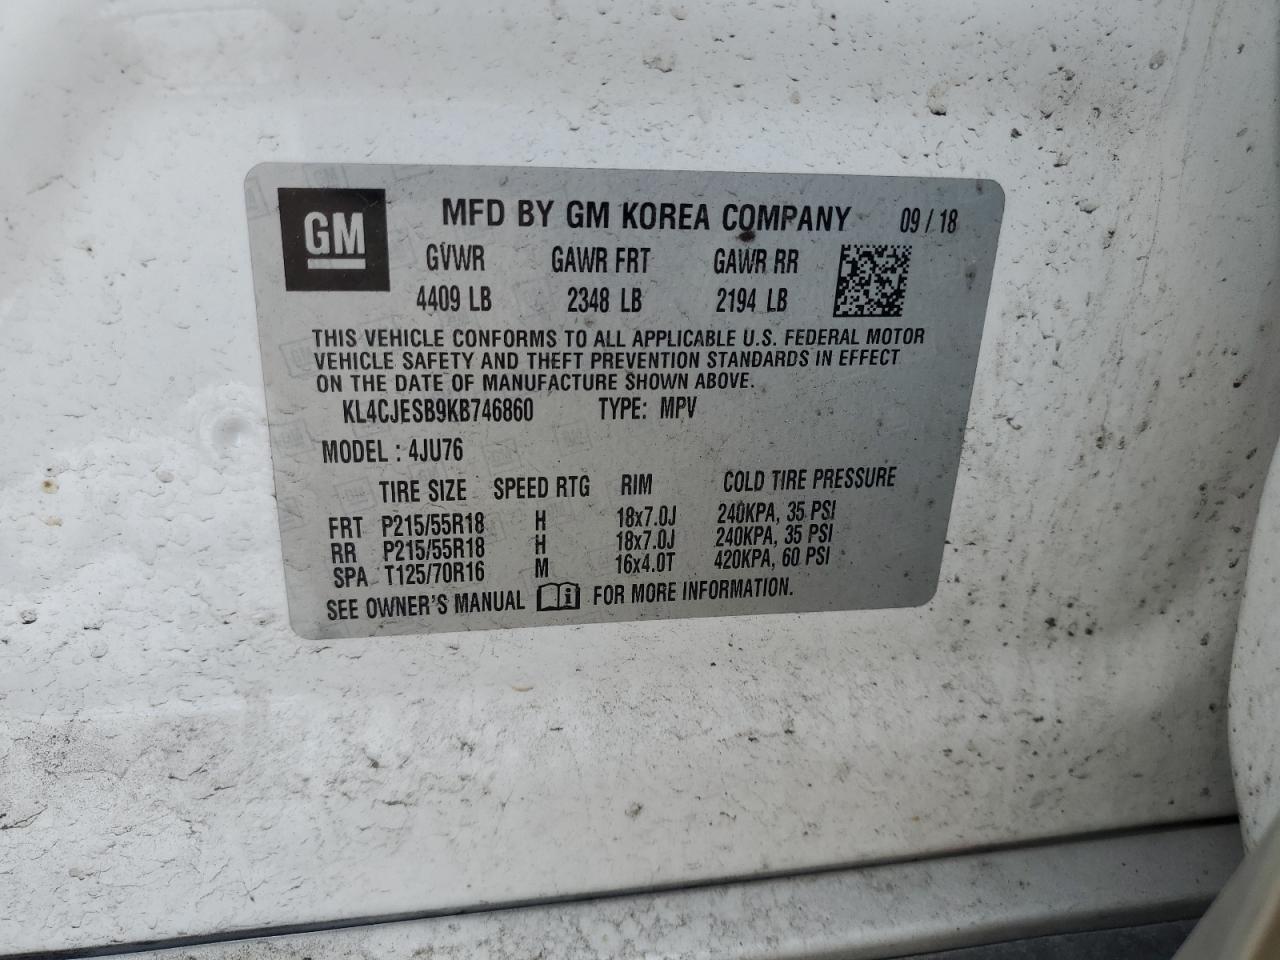 GM
MFD BY GM KOREA COMPANY 09 / 18
GVWR GAWR FRT GAWR RR
4409 LB 2348 LB 2194 LB
THIS VEHICLE CONFORMS TO ALL APPLICABLE U.S. FEDERAL MOTOR
VEHICLE SAFETY AND THEFT PREVENTION STANDARDS IN EFFECT
ON THE DATE OF MANUFACTURE SHOWN ABOVE.
KL4CJESB9KB746860 TYPE: MPV
MODEL : 4JU76
TIRE SIZE SPEED RTG RIM COLD TIRE PRESSURE
FRT P215/55R18 H 18x7.0J 240KPA, 35 PSI
RR P215/55R18 H 18x7.0J 240KPA, 35 PSI
SPA T125/70R16 M 16x4.0T 420KPA, 60 PSI
SEE OWNER'S MANUAL i FOR MORE INFORMATION.